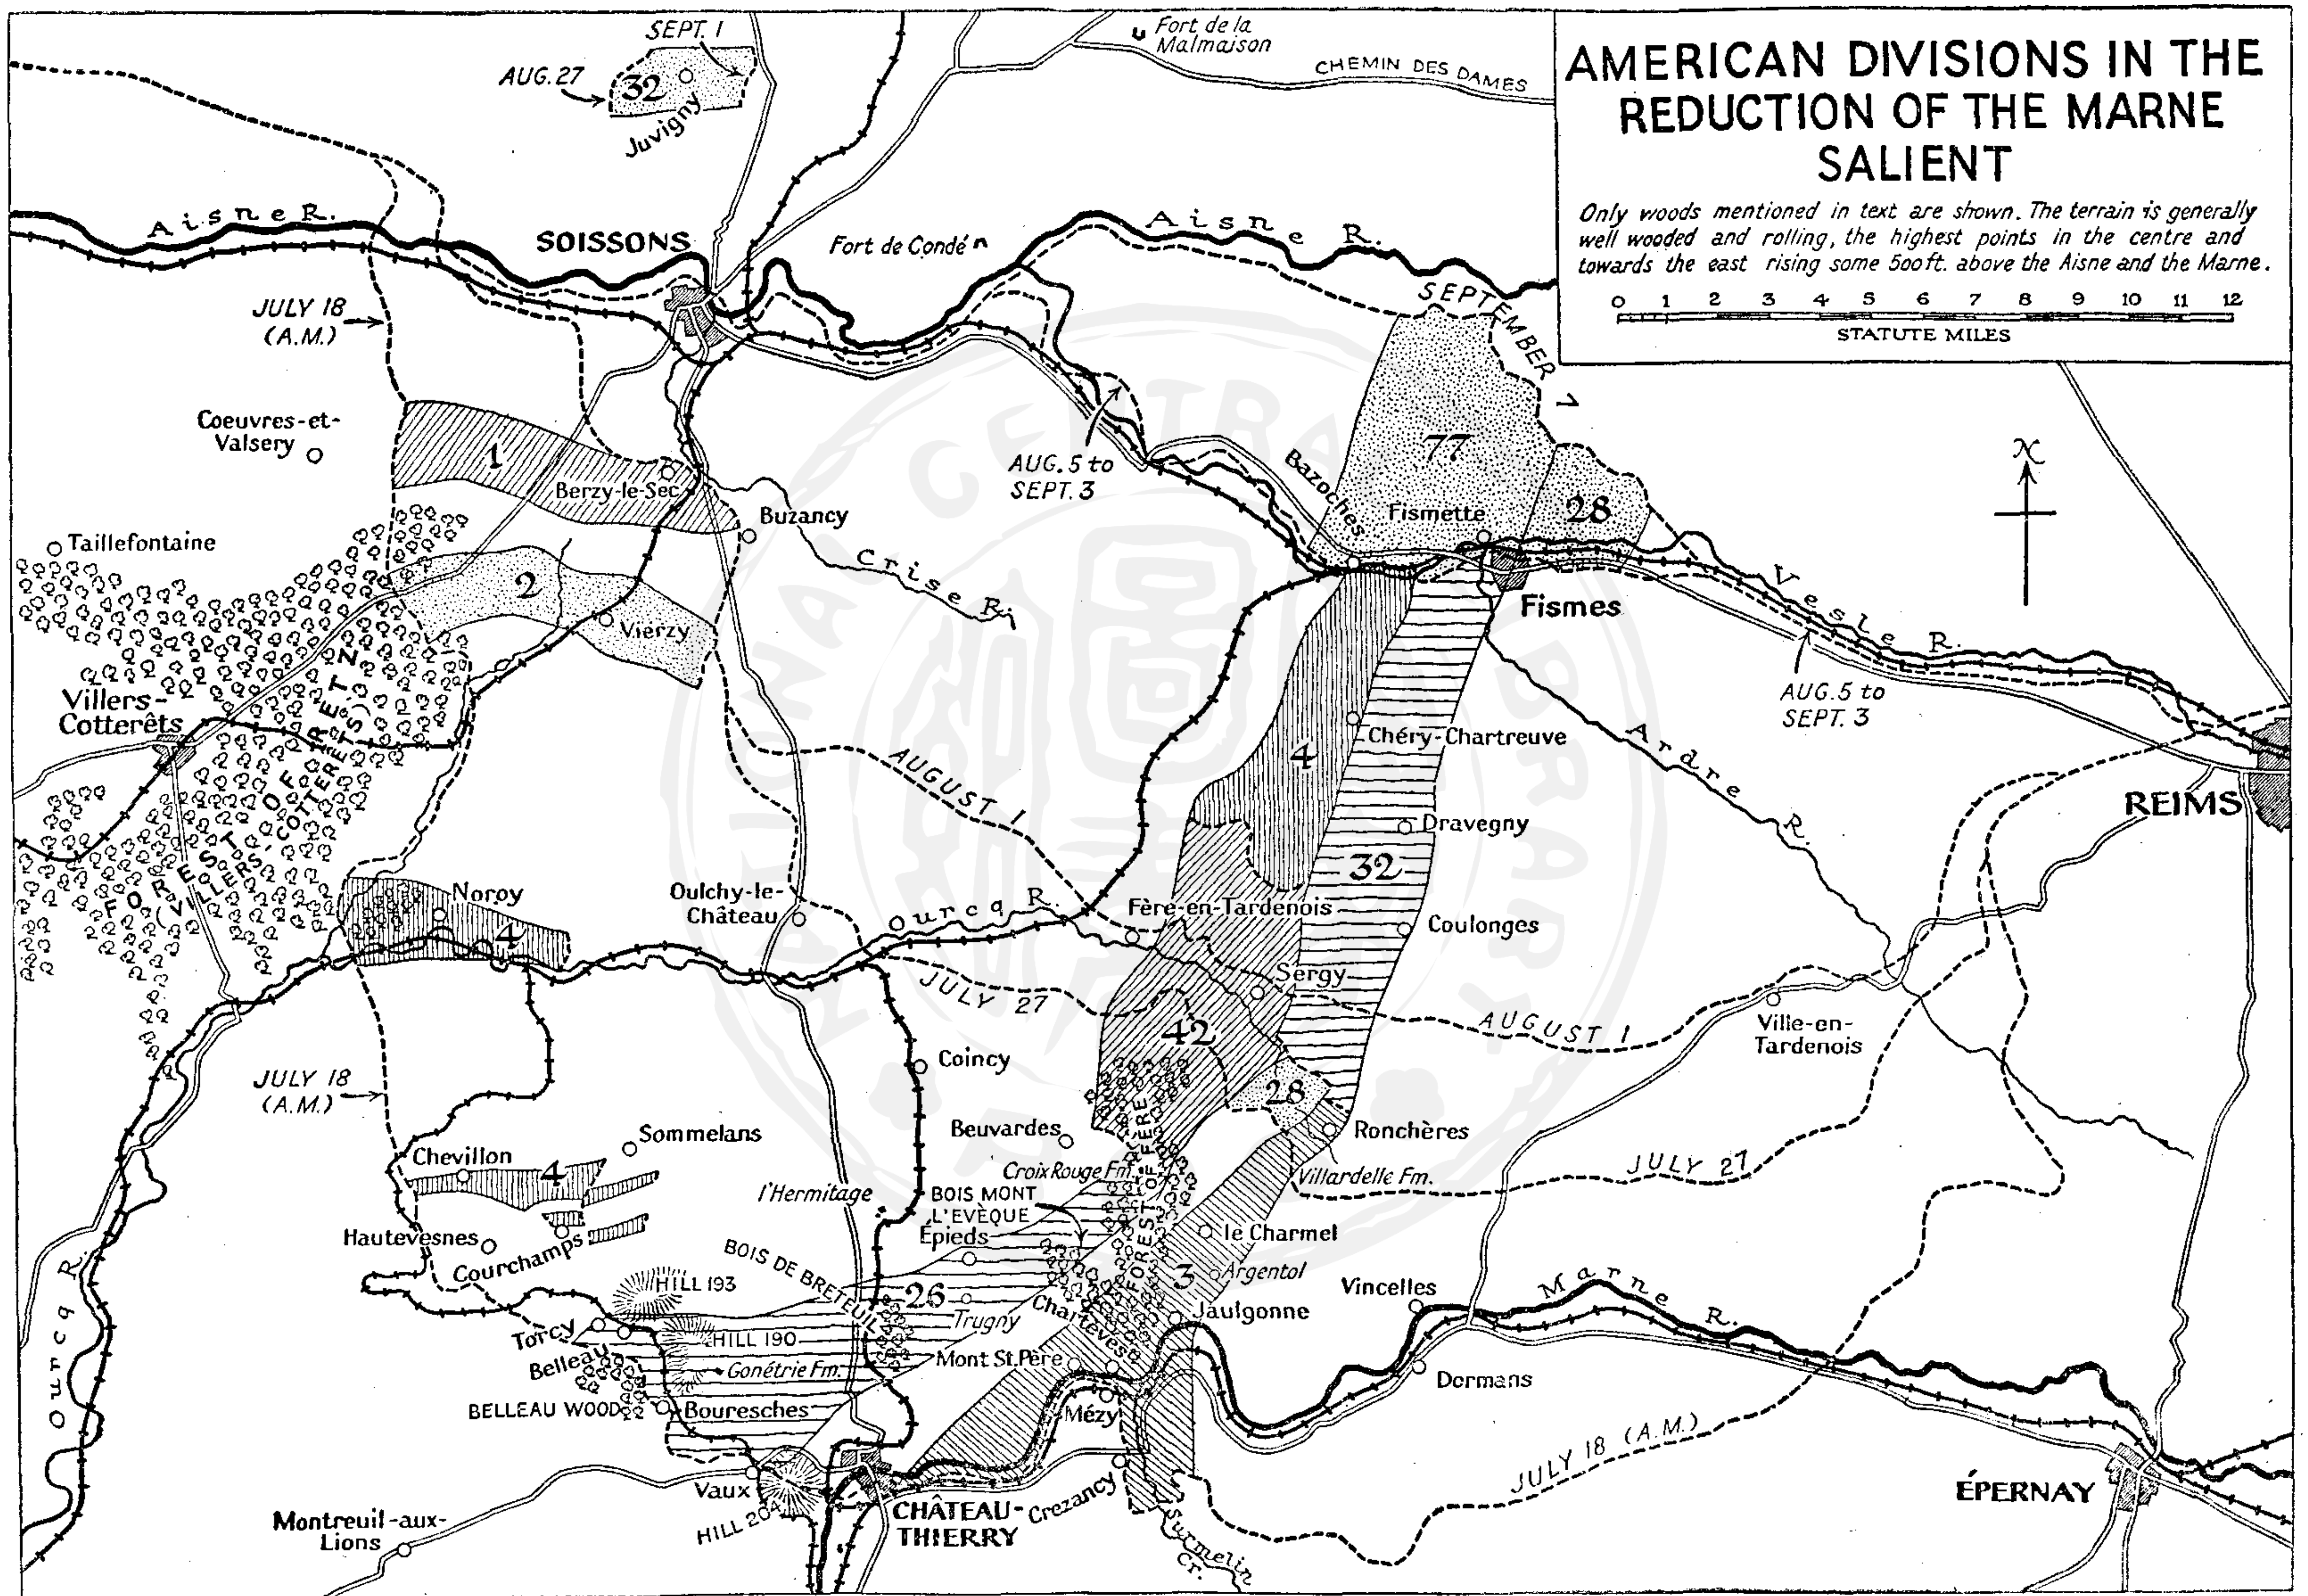 AMERICAN DIVISIONS IN THE
REDUCTION OF THE MARNE
SALIENT
Only woods mentioned in text are shown. The terrain is generally
well wooded and rolling, the highest points in the centre and
towards the east rising some 500 ft. above the Aisne and the Marne.
0 1 2 3 4 5 6 7 8 9 10 11 12
STATUTE MILES
N
SEPT. 1
AUG. 27
32
Juvigny
Fort de la
Malmaison
CHEMIN DES DAMES
Aisne R.
SOISSONS
Fort de Condé
Aisne R.
JULY 18
(A.M.)
SEPTEMBER 7
Coeuvres-et-
Valsery
1
Berzy-le-Sec
AUG. 5 to
SEPT. 3
Bazoches
77
28
Fismette
Fismes
Buzancy
Crise R.
Taillefontaine
2
Vierzy
Vesle R.
AUG. 5 to
SEPT. 3
Villers-
Cotterêts
FOREST OF RETZ
(VILLERS-COTTERETS)
AUGUST 1
4
Chéry-Chartreuve
Ardre R.
REIMS
Dravegny
32
Noroy
4
Oulchy-le-
Château
Ourcq R.
Fère-en-Tardenois
Coulonges
Sergy
JULY 27
42
AUGUST 1
Ville-en-
Tardenois
Coincy
JULY 18
(A.M.)
28
Beuvardes
Ronchères
Sommelans
Chevillon
4
Croix Rouge Fm.
Villardelle Fm.
JULY 27
l'Hermitage
BOIS MONT
L'EVÈQUE
Épieds
FOREST OF FÈRE
le Charmel
Hautevesnes
Courchamps
BOIS DE BRETEUIL
HILL 193
26
Trugny
Chartèves
3
Argentol
Jaulgonne
Vincelles
Marne R.
Torcy
HILL 190
Belleau
Gonétrie Fm.
Mont St. Père
Dormans
Ourcq R.
BELLEAU WOOD
Bouresches
Mézy
JULY 18 (A.M.)
Vaux
HILL 204
CHÂTEAU-
THIERRY
Crezancy
Surmelin
Cr.
ÉPERNAY
Montreuil-aux-
Lions
NATIONAL CENTRAL LIBRARY